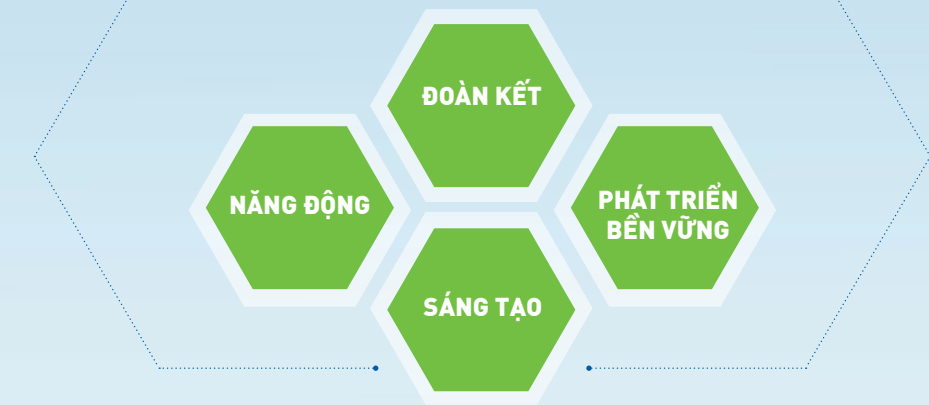 ĐOÀN KẾT
NĂNG ĐỘNG
PHÁT TRIỂN
BỀN VỮNG
SÁNG TẠO